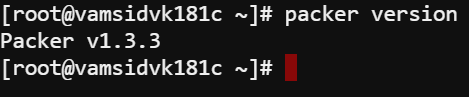 [root@vamsidvk181c ~]# packer version
Packer v1.3.3
[root@vamsidvk181c ~]#